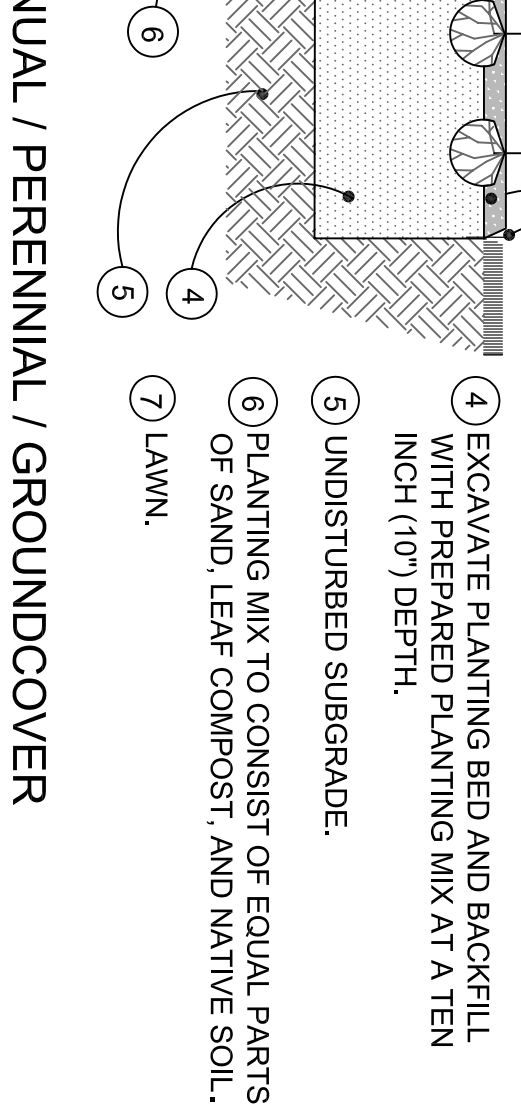 6
5
4
4 EXCAVATE PLANTING BED AND BACKFILL
WITH PREPARED PLANTING MIX AT A TEN
INCH (10") DEPTH.
5 UNDISTURBED SUBGRADE.
6 PLANTING MIX TO CONSIST OF EQUAL PARTS
OF SAND, LEAF COMPOST, AND NATIVE SOIL.
7 LAWN.
NUAL / PERENNIAL / GROUNDCOVER